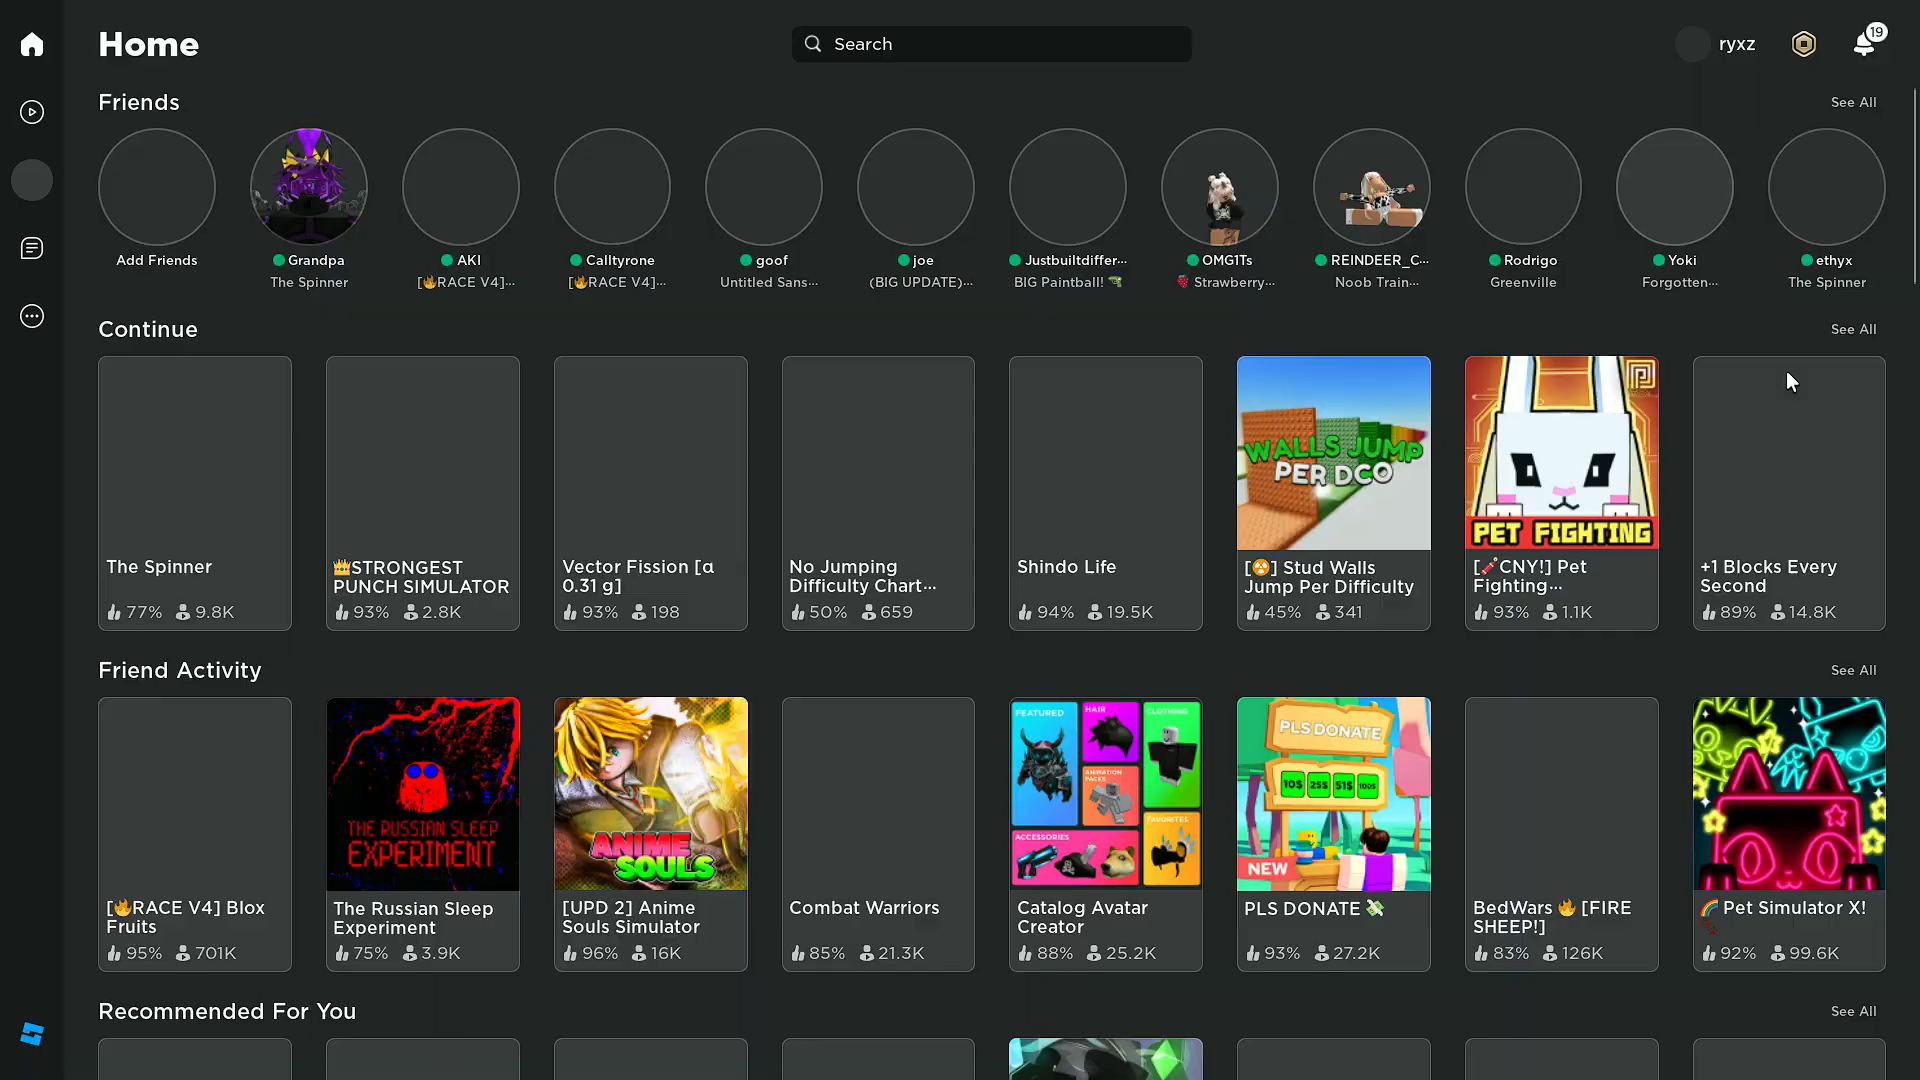 Home
Search
ryxz
19
Friends
See All
Add Friends
Grandpa
The Spinner
AKI
[🔥RACE V4]...
Calltyrone
[🔥RACE V4]...
goof
Untitled Sans...
joe
(BIG UPDATE)...
Justbuiltdiffer...
BIG Paintball! 🔫
OMG1Ts
🍓 Strawberry...
REINDEER_C...
Noob Train...
Rodrigo
Greenville
Yoki
Forgotten...
ethyx
The Spinner
Continue
See All
The Spinner
77% 9.8K
👑STRONGEST
PUNCH SIMULATOR
93% 2.8K
Vector Fission [α
0.31 g]
93% 198
No Jumping
Difficulty Chart...
50% 659
Shindo Life
94% 19.5K
WALLS JUMP
PER DCO
[☢] Stud Walls
Jump Per Difficulty
45% 341
PET FIGHTING
[🧨CNY!] Pet
Fighting...
93% 1.1K
+1 Blocks Every
Second
89% 14.8K
Friend Activity
See All
[🔥RACE V4] Blox
Fruits
95% 701K
THE RUSSIAN SLEEP
EXPERIMENT
The Russian Sleep
Experiment
75% 3.9K
ANIME
SOULS
[UPD 2] Anime
Souls Simulator
96% 16K
Combat Warriors
85% 21.3K
FEATURED
HAIR
CLOTHING
ANIMATION
PACKS
ACCESSORIES
FAVORITES
Catalog Avatar
Creator
88% 25.2K
PLS DONATE
10$ 25$ 51$ 100$
NEW
PLS DONATE 💸
93% 27.2K
BedWars 🔥 [FIRE
SHEEP!]
83% 126K
🌈 Pet Simulator X!
92% 99.6K
Recommended For You
See All